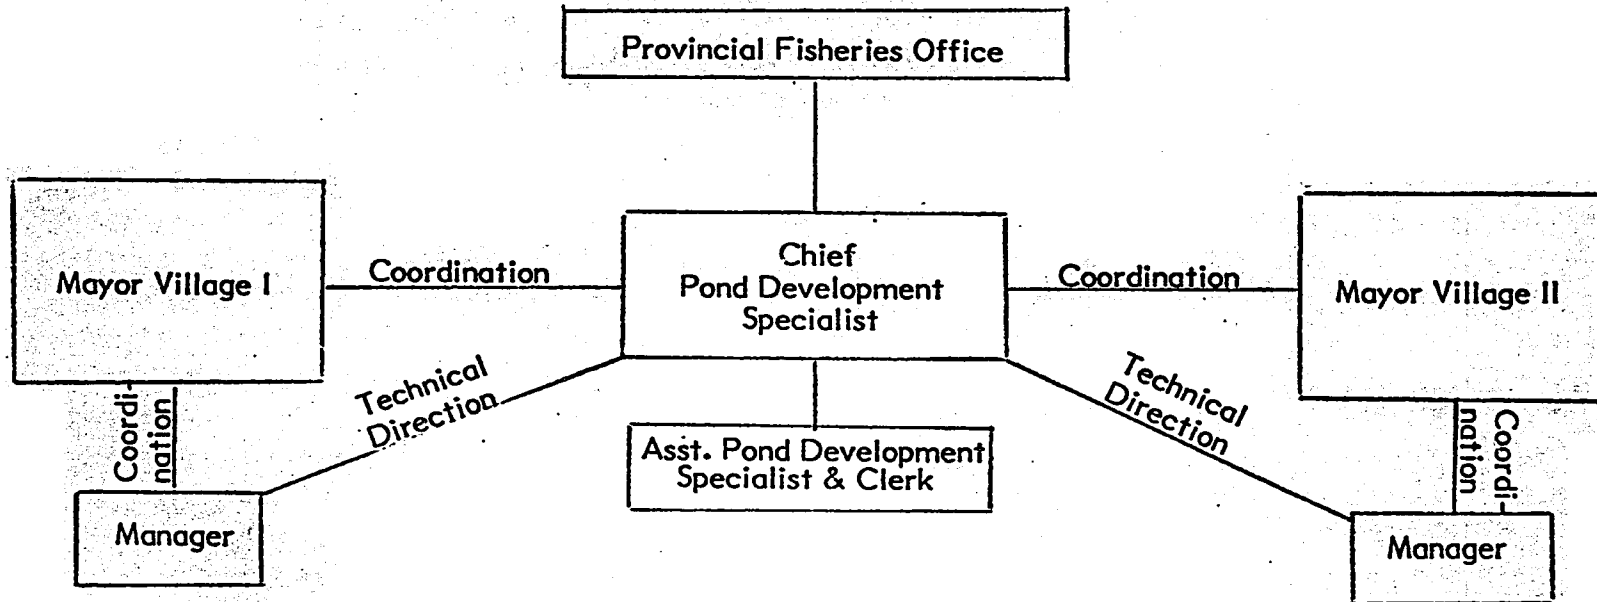 Provincial Fisheries Office
Mayor Village I
Coordination
Chief
Pond Development
Specialist
Coordination
Mayor Village II
Coordi-
nation
Technical
Direction
Asst. Pond Development
Specialist & Clerk
Technical
Direction
Coordi-
nation
Manager
Manager